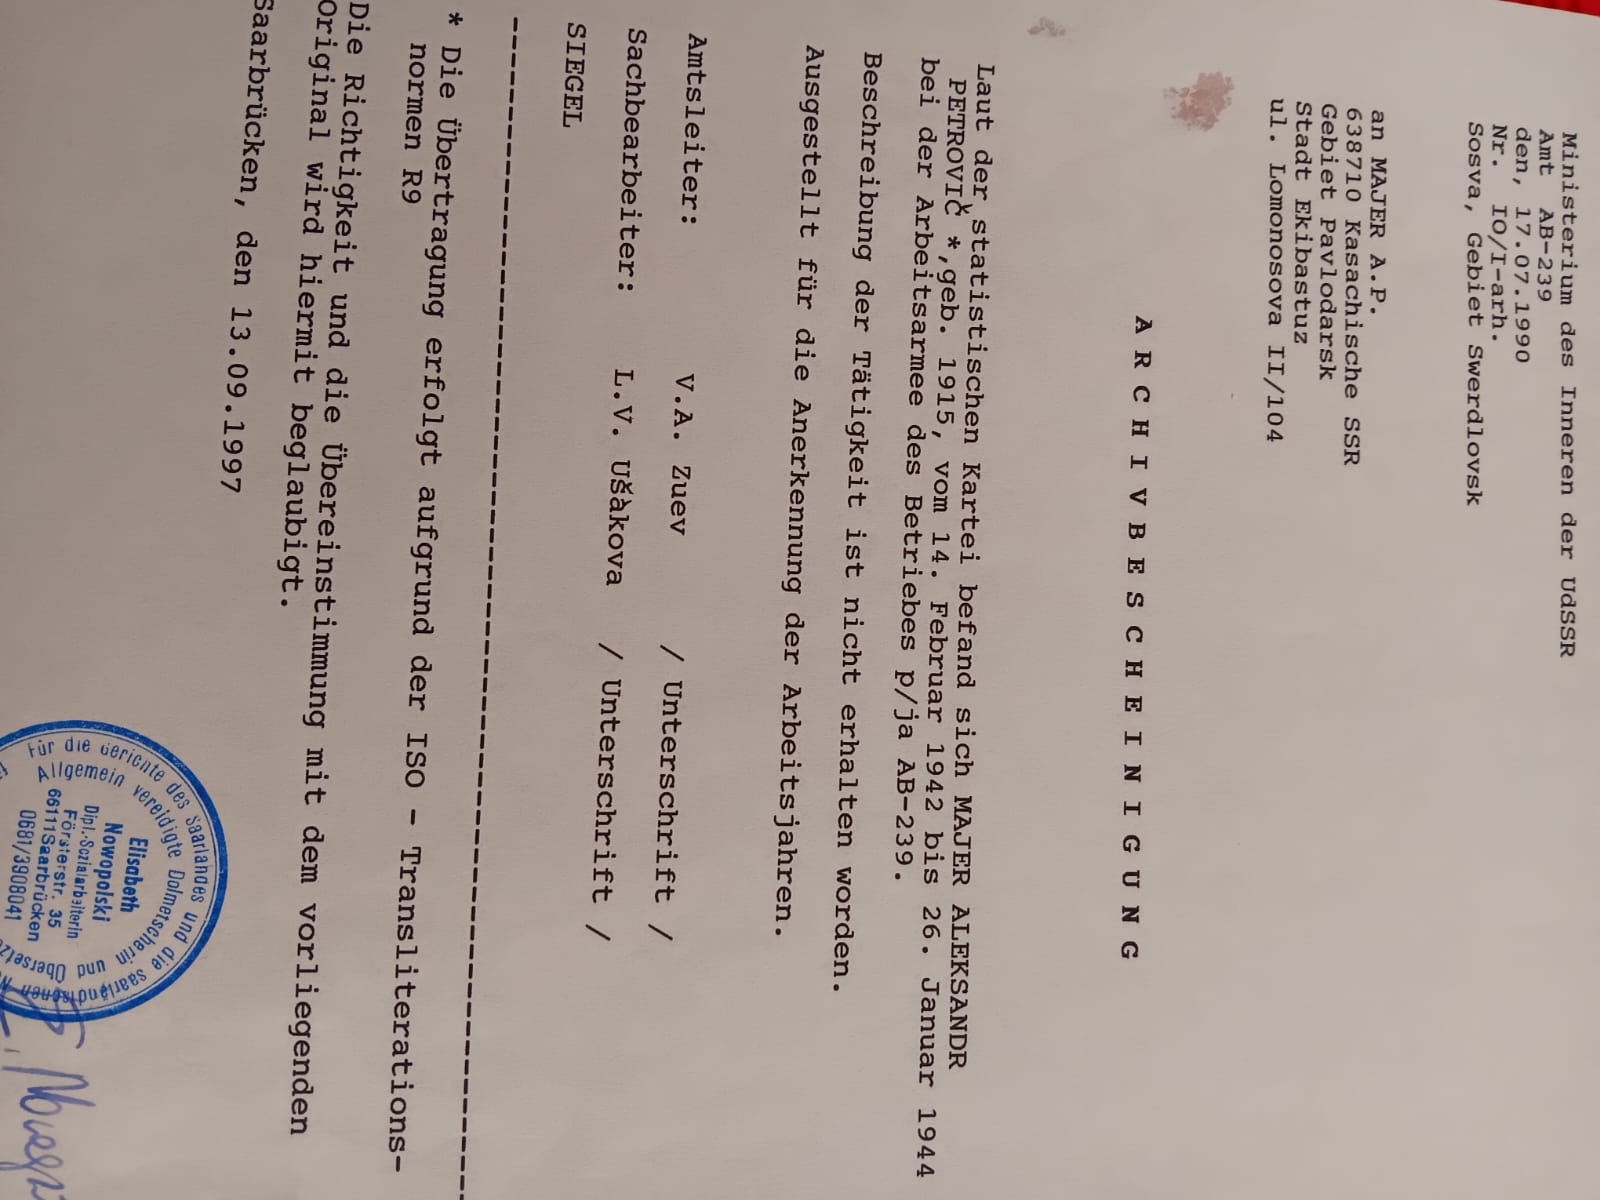 Ministerium des Inneren der UdSSR
Amt AB-239
den, 17.07.1990
Nr. IO/I-arh.
Sosva, Gebiet Swerdlovsk
an MAJER A.P.
638710 Kasachische SSR
Gebiet Pavlodarsk
Stadt Ekibastuz
ul. Lomonosova II/104
A R C H I V B E S C H E I N I G U N G
Laut der statistischen Kartei befand sich MAJER ALEKSANDR
PETROVIČ *,geb. 1915, vom 14. Februar 1942 bis 26. Januar 1944
bei der Arbeitsarmee des Betriebes p/ja AB-239.
Beschreibung der Tätigkeit ist nicht erhalten worden.
Ausgestellt für die Anerkennung der Arbeitsjahren.
Amtsleiter: V.A. Zuev / Unterschrift /
Sachbearbeiter: L.V. Ušàkova / Unterschrift /
SIEGEL
----------------------------------------------------------------
* Die Übertragung erfolgt aufgrund der ISO - Transliterations-
normen R9
Die Richtigkeit und die Übereinstimmung mit dem vorliegenden
Original wird hiermit beglaubigt.
Saarbrücken, den 13.09.1997
Für die Gerichte des Saarlandes und die saarländischen
Allgemein vereidigte Dolmetscherin und Übersetz
Elisabeth
Nowopolski
Dipl.-Sozialarbeiterin
Försterstr. 35
66111 Saarbrücken
0681/3908041